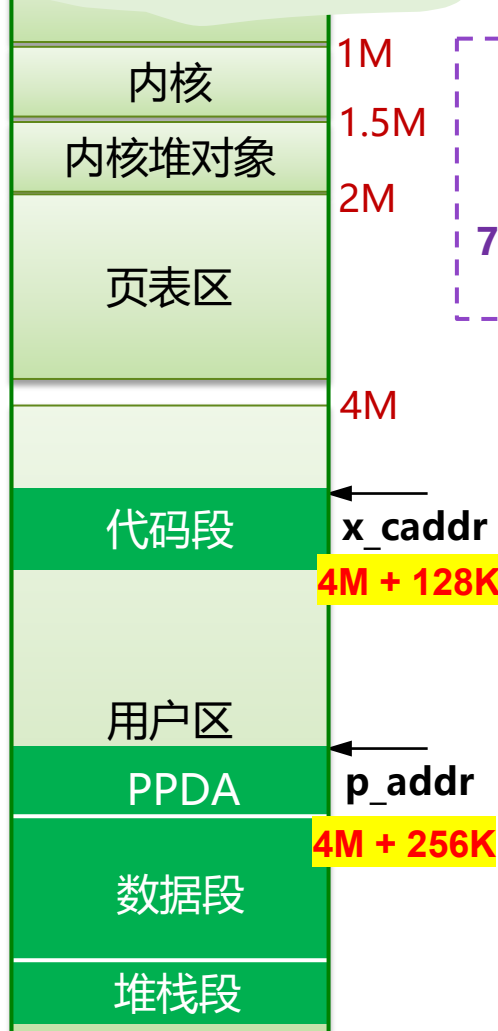 1M
内核
1.5M
内核堆对象
2M
7
页表区
4M
代码段
x_caddr
4M + 128K
用户区
PPDA
p_addr
4M + 256K
数据段
堆栈段